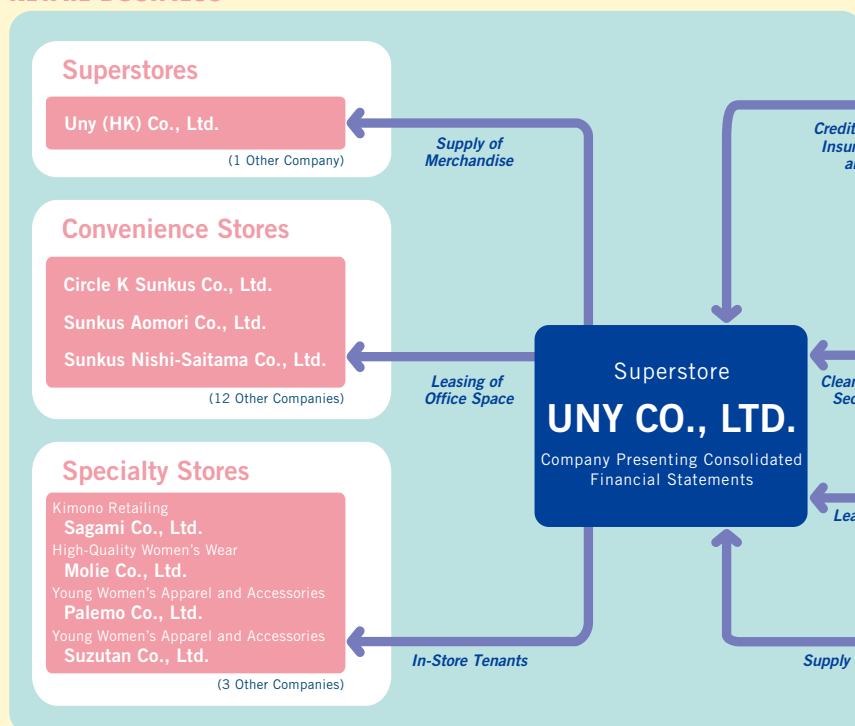 Superstores
Uny (HK) Co., Ltd.
(1 Other Company)
Supply of
Merchandise
Convenience Stores
Circle K Sunkus Co., Ltd.
Sunkus Aomori Co., Ltd.
Sunkus Nishi-Saitama Co., Ltd.
(12 Other Companies)
Leasing of
Office Space
Specialty Stores
Kimono Retailing
Sagami Co., Ltd.
High-Quality Women's Wear
Molie Co., Ltd.
Young Women's Apparel and Accessories
Palemo Co., Ltd.
Young Women's Apparel and Accessories
Suzutan Co., Ltd.
(3 Other Companies)
In-Store Tenants
Superstore
UNY CO., LTD.
Company Presenting Consolidated
Financial Statements
Credit
Supply